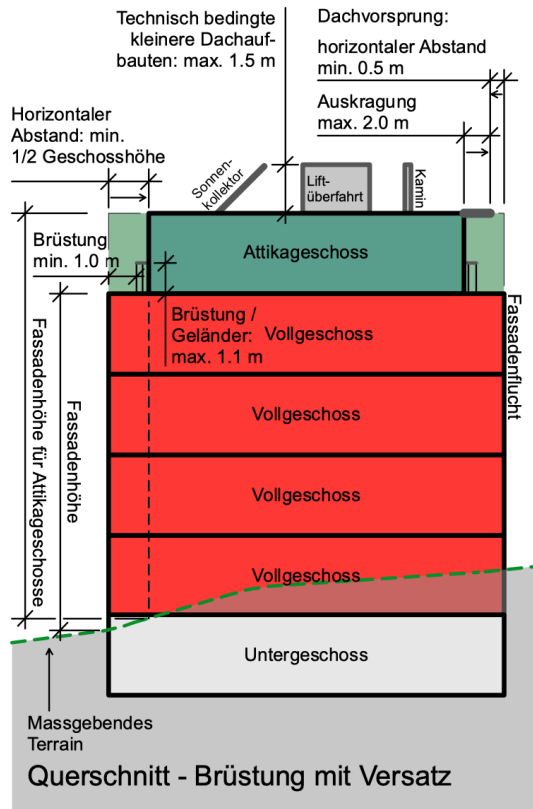 Technisch bedingte
kleinere Dachauf-
bauten: max. 1.5 m
Dachvorsprung:
horizontaler Abstand
min. 0.5 m
Auskragung
max. 2.0 m
Horizontaler
Abstand: min.
1/2 Geschosshöhe
Sonnen-
kollektor
Lift-
überfahrt
Kamin
Brüstung
min. 1.0 m
Attikageschoss
Brüstung /
Geländer:
max. 1.1 m
Vollgeschoss
Vollgeschoss
Vollgeschoss
Vollgeschoss
Untergeschoss
Fassadenflucht
Fassadenhöhe für Attikageschosse
Fassadenhöhe
Massgebendes
Terrain
Querschnitt - Brüstung mit Versatz